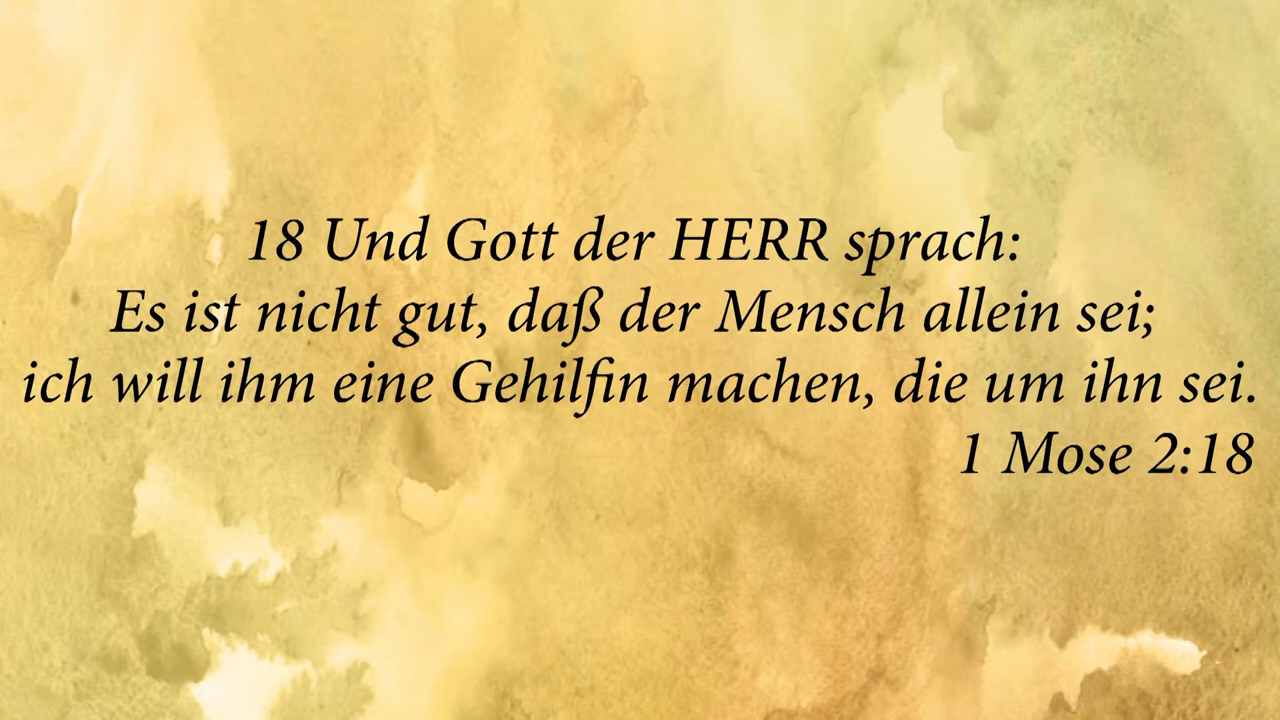 18 Und Gott der HERR sprach:
Es ist nicht gut, daß der Mensch allein sei;
ich will ihm eine Gehilfin machen, die um ihn sei.
1 Mose 2:18